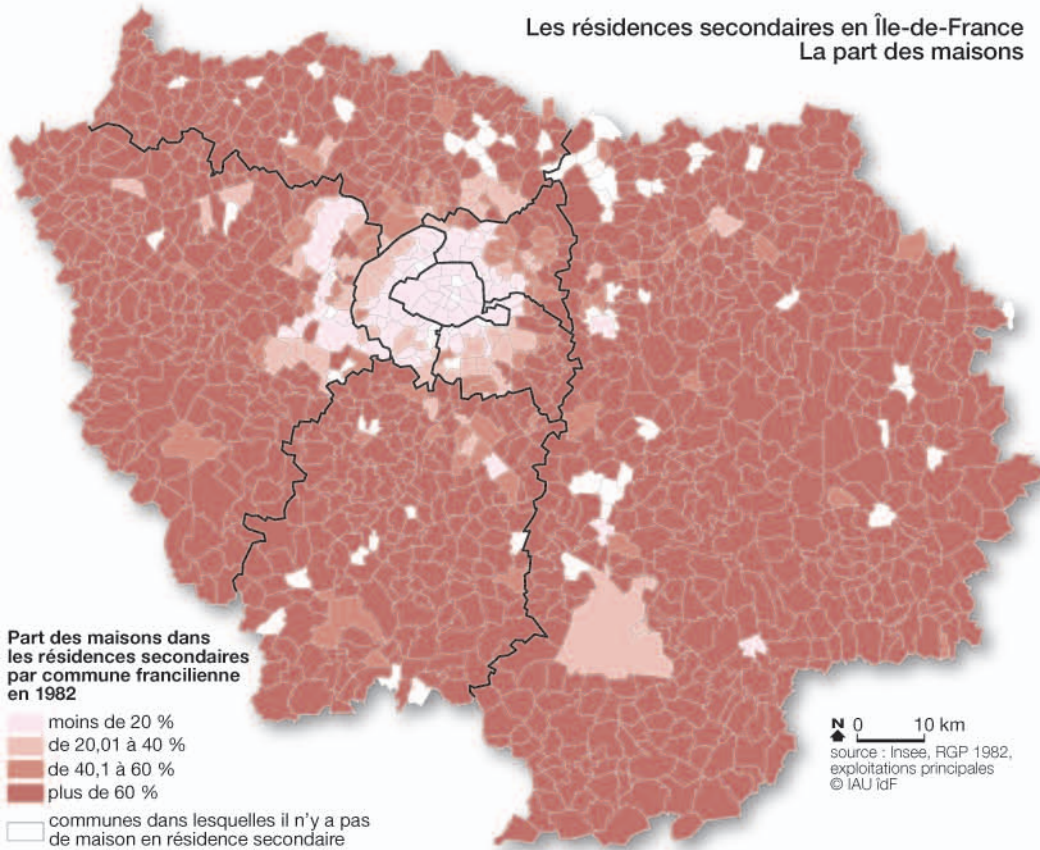 Les résidences secondaires en Île-de-France
La part des maisons
Part des maisons dans
les résidences secondaires
par commune francilienne
en 1982
moins de 20 %
de 20,01 à 40 %
de 40,1 à 60 %
plus de 60 %
communes dans lesquelles il n'y a pas
de maison en résidence secondaire
N 0 10 km
source : Insee, RGP 1982,
exploitations principales
© IAU îdF